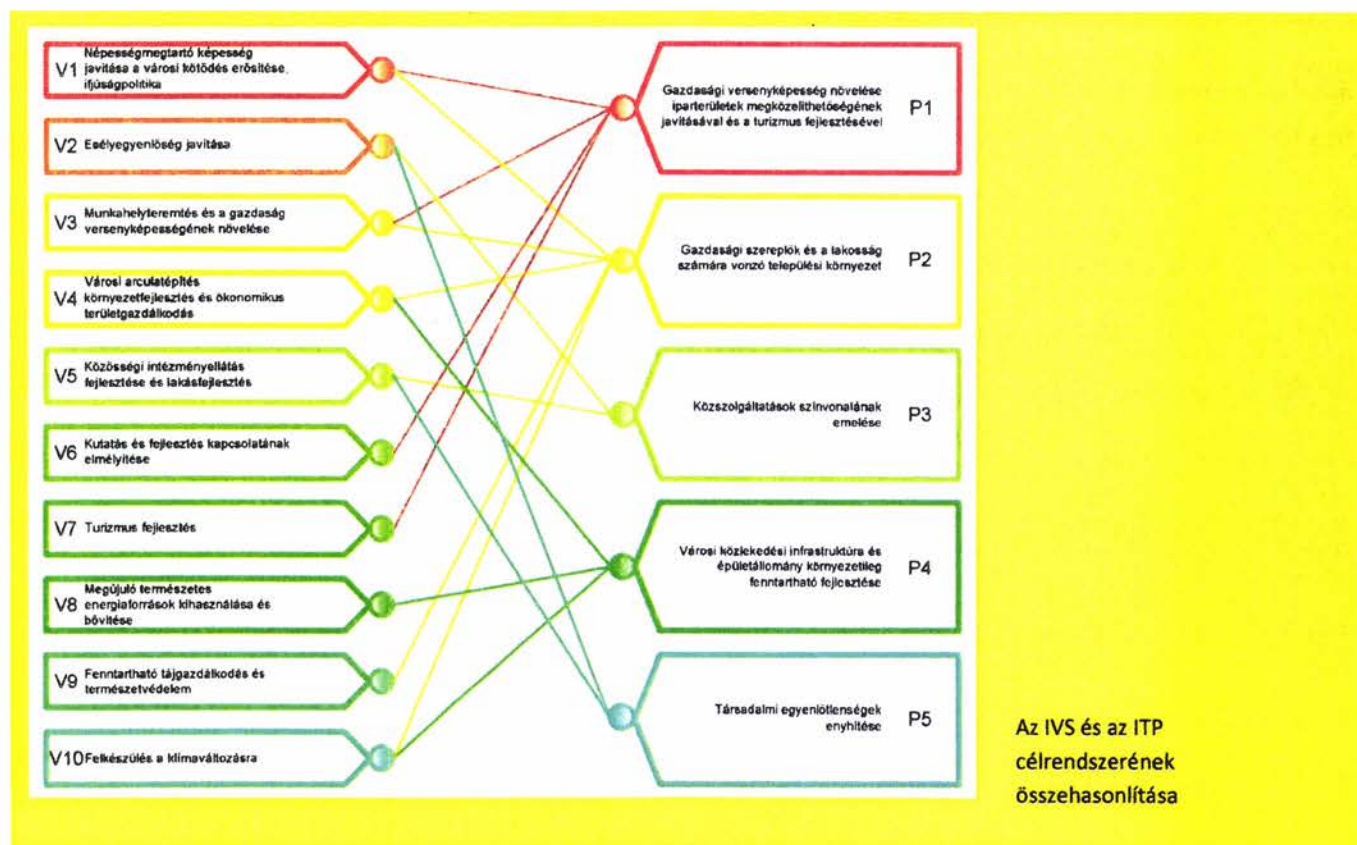 V1
Népességmegtartó képesség
javítása a városi kötődés erősítése,
ifjúságpolitika
V2 Esélyegyenlőség javítása
V3
Munkahelyteremtés és a gazdaság
versenyképességének növelése
V4
Városi arculatépítés
környezetfejlesztés és ökonomikus
területgazdálkodás
V5
Közösségi intézményellátás
fejlesztése és lakásfejlesztés
V6
Kutatás és fejlesztés kapcsolatának
elmélyítése
V7 Turizmus fejlesztés
V8
Megújuló természetes
energiaforrások kihasználása és
bővítése
V9
Fenntartható tájgazdálkodás és
természetvédelem
V10 Felkészülés a klímaváltozásra
Gazdasági versenyképesség növelése
iparterületek megközelíthetőségének
javításával és a turizmus fejlesztésével
P1
Gazdasági szereplők és a lakosság
számára vonzó települési környezet
P2
Közszolgáltatások színvonalának
emelése
P3
Városi közlekedési infrastruktúra és
épületállomány környezetileg
fenntartható fejlesztése
P4
Társadalmi egyenlőtlenségek
enyhítése
P5
Az IVS és az ITP
célrendszerének
összehasonlítása